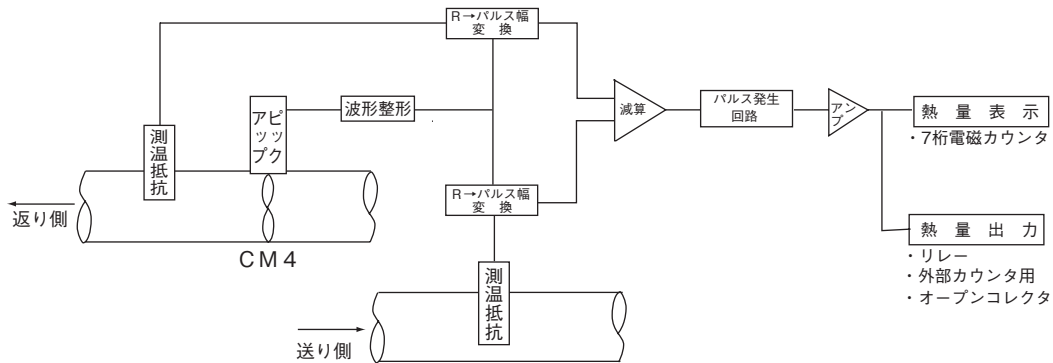 R→パルス幅
変 換
ピックアップ
波形整形
測温抵抗
減算
パルス発生
回路
アンプ
熱 量 表 示
・7桁電磁カウンタ
返り側
CM4
R→パルス幅
変 換
熱 量 出 力
・リレー
・外部カウンタ用
・オープンコレクタ
測温抵抗
送り側